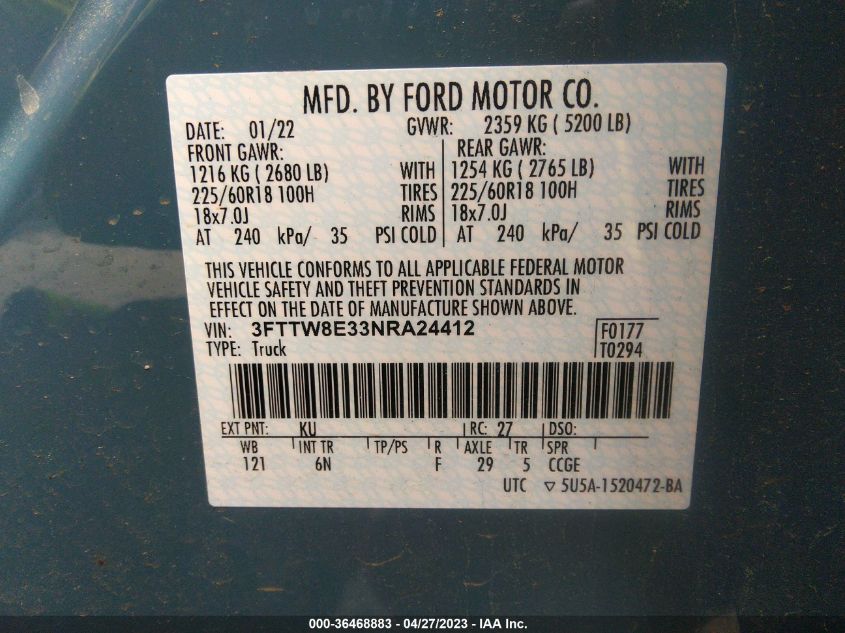 MFD. BY FORD MOTOR CO.
DATE: 01/22 GVWR: 2359 KG ( 5200 LB)
FRONT GAWR: REAR GAWR:
1216 KG ( 2680 LB) WITH 1254 KG ( 2765 LB) WITH
225/60R18 100H TIRES 225/60R18 100H TIRES
18x7.0J RIMS 18x7.0J RIMS
AT 240 kPa/ 35 PSI COLD AT 240 kPa/ 35 PSI COLD
THIS VEHICLE CONFORMS TO ALL APPLICABLE FEDERAL MOTOR
VEHICLE SAFETY AND THEFT PREVENTION STANDARDS IN
EFFECT ON THE DATE OF MANUFACTURE SHOWN ABOVE.
VIN: 3FTTW8E33NRA24412 F0177
TYPE: Truck T0294
EXT PNT: KU RC: 27 DSO:
WB INT TR TP/PS R AXLE TR SPR
121 6N F 29 5 CCGE
UTC ▽ 5U5A-1520472-BA
000-36468883 - 04/27/2023 - IAA Inc.